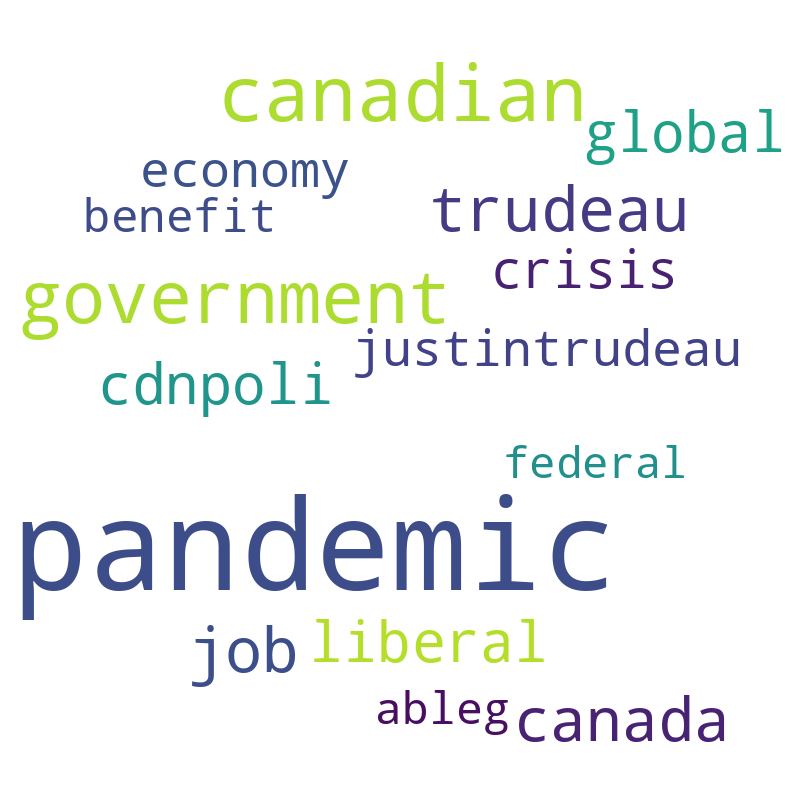 canadian
global
economy
trudeau
benefit
crisis
government
justintrudeau
cdnpoli
federal
pandemic
job
liberal
ableg
canada